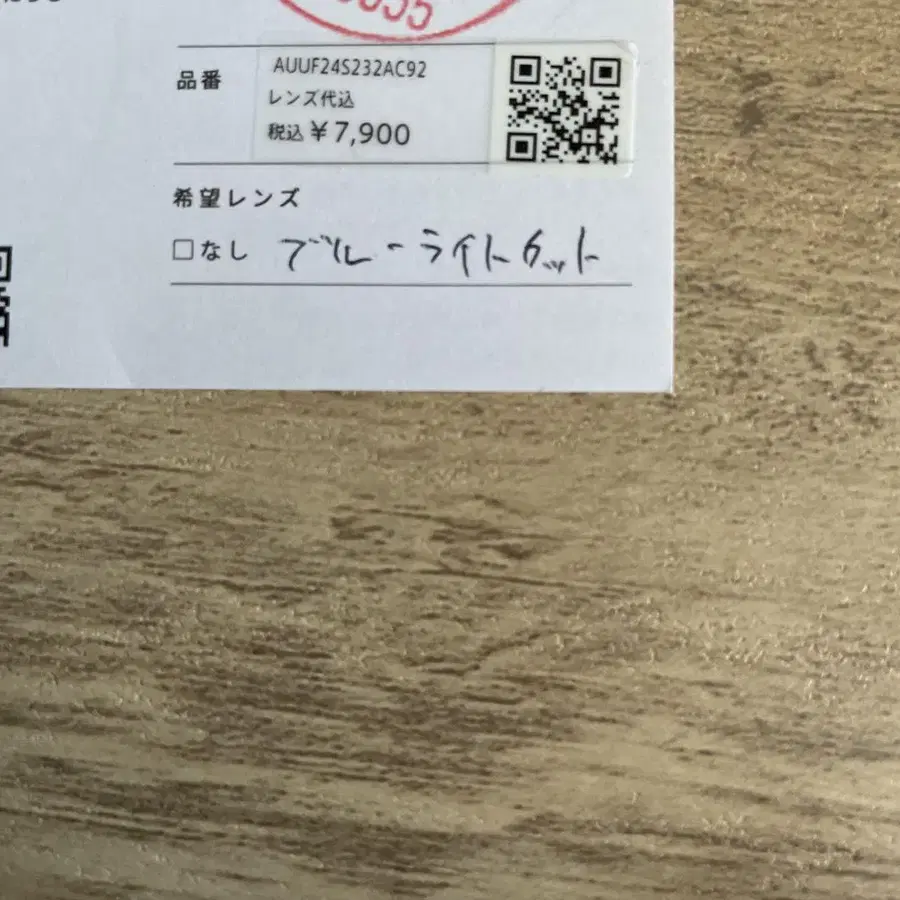 品番
AUUF24S232AC92
レンズ代込
税込 ¥7,900
希望レンズ
□なし ブルーライトカット